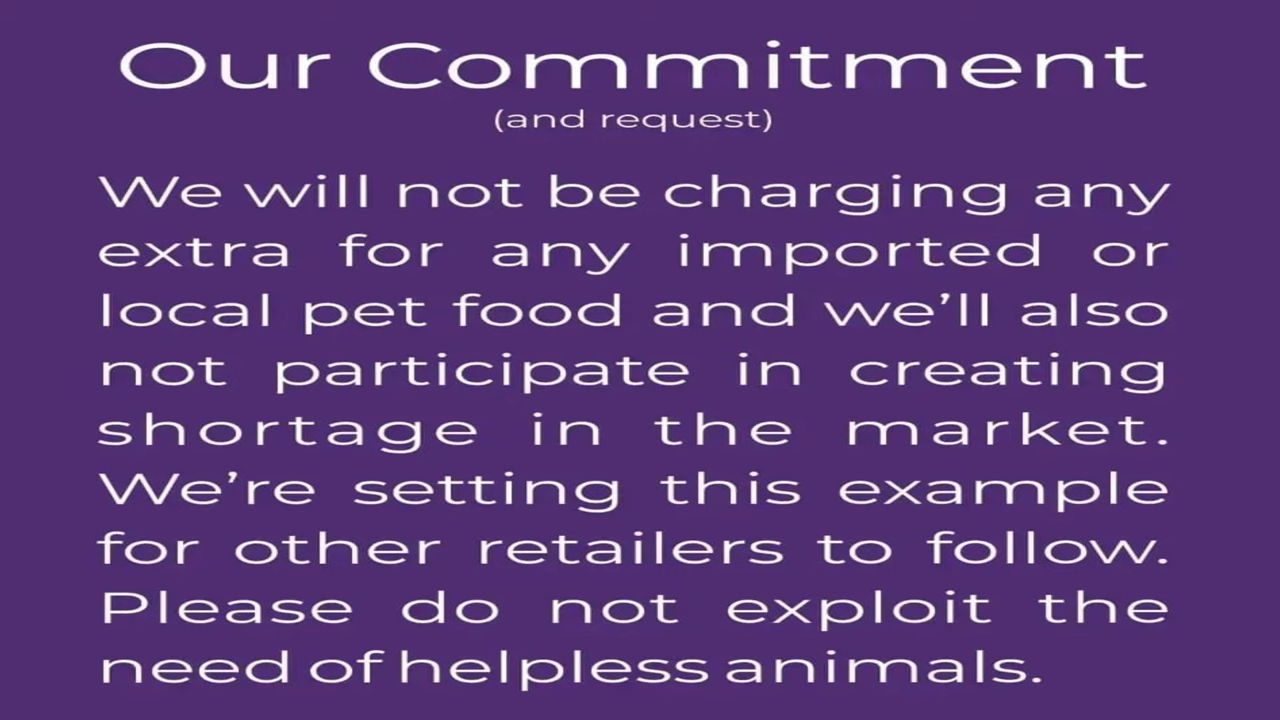 Our Commitment
(and request)
We will not be charging any
extra for any imported or
local pet food and we’ll also
not participate in creating
shortage in the market.
We’re setting this example
for other retailers to follow.
Please do not exploit the
need of helpless animals.